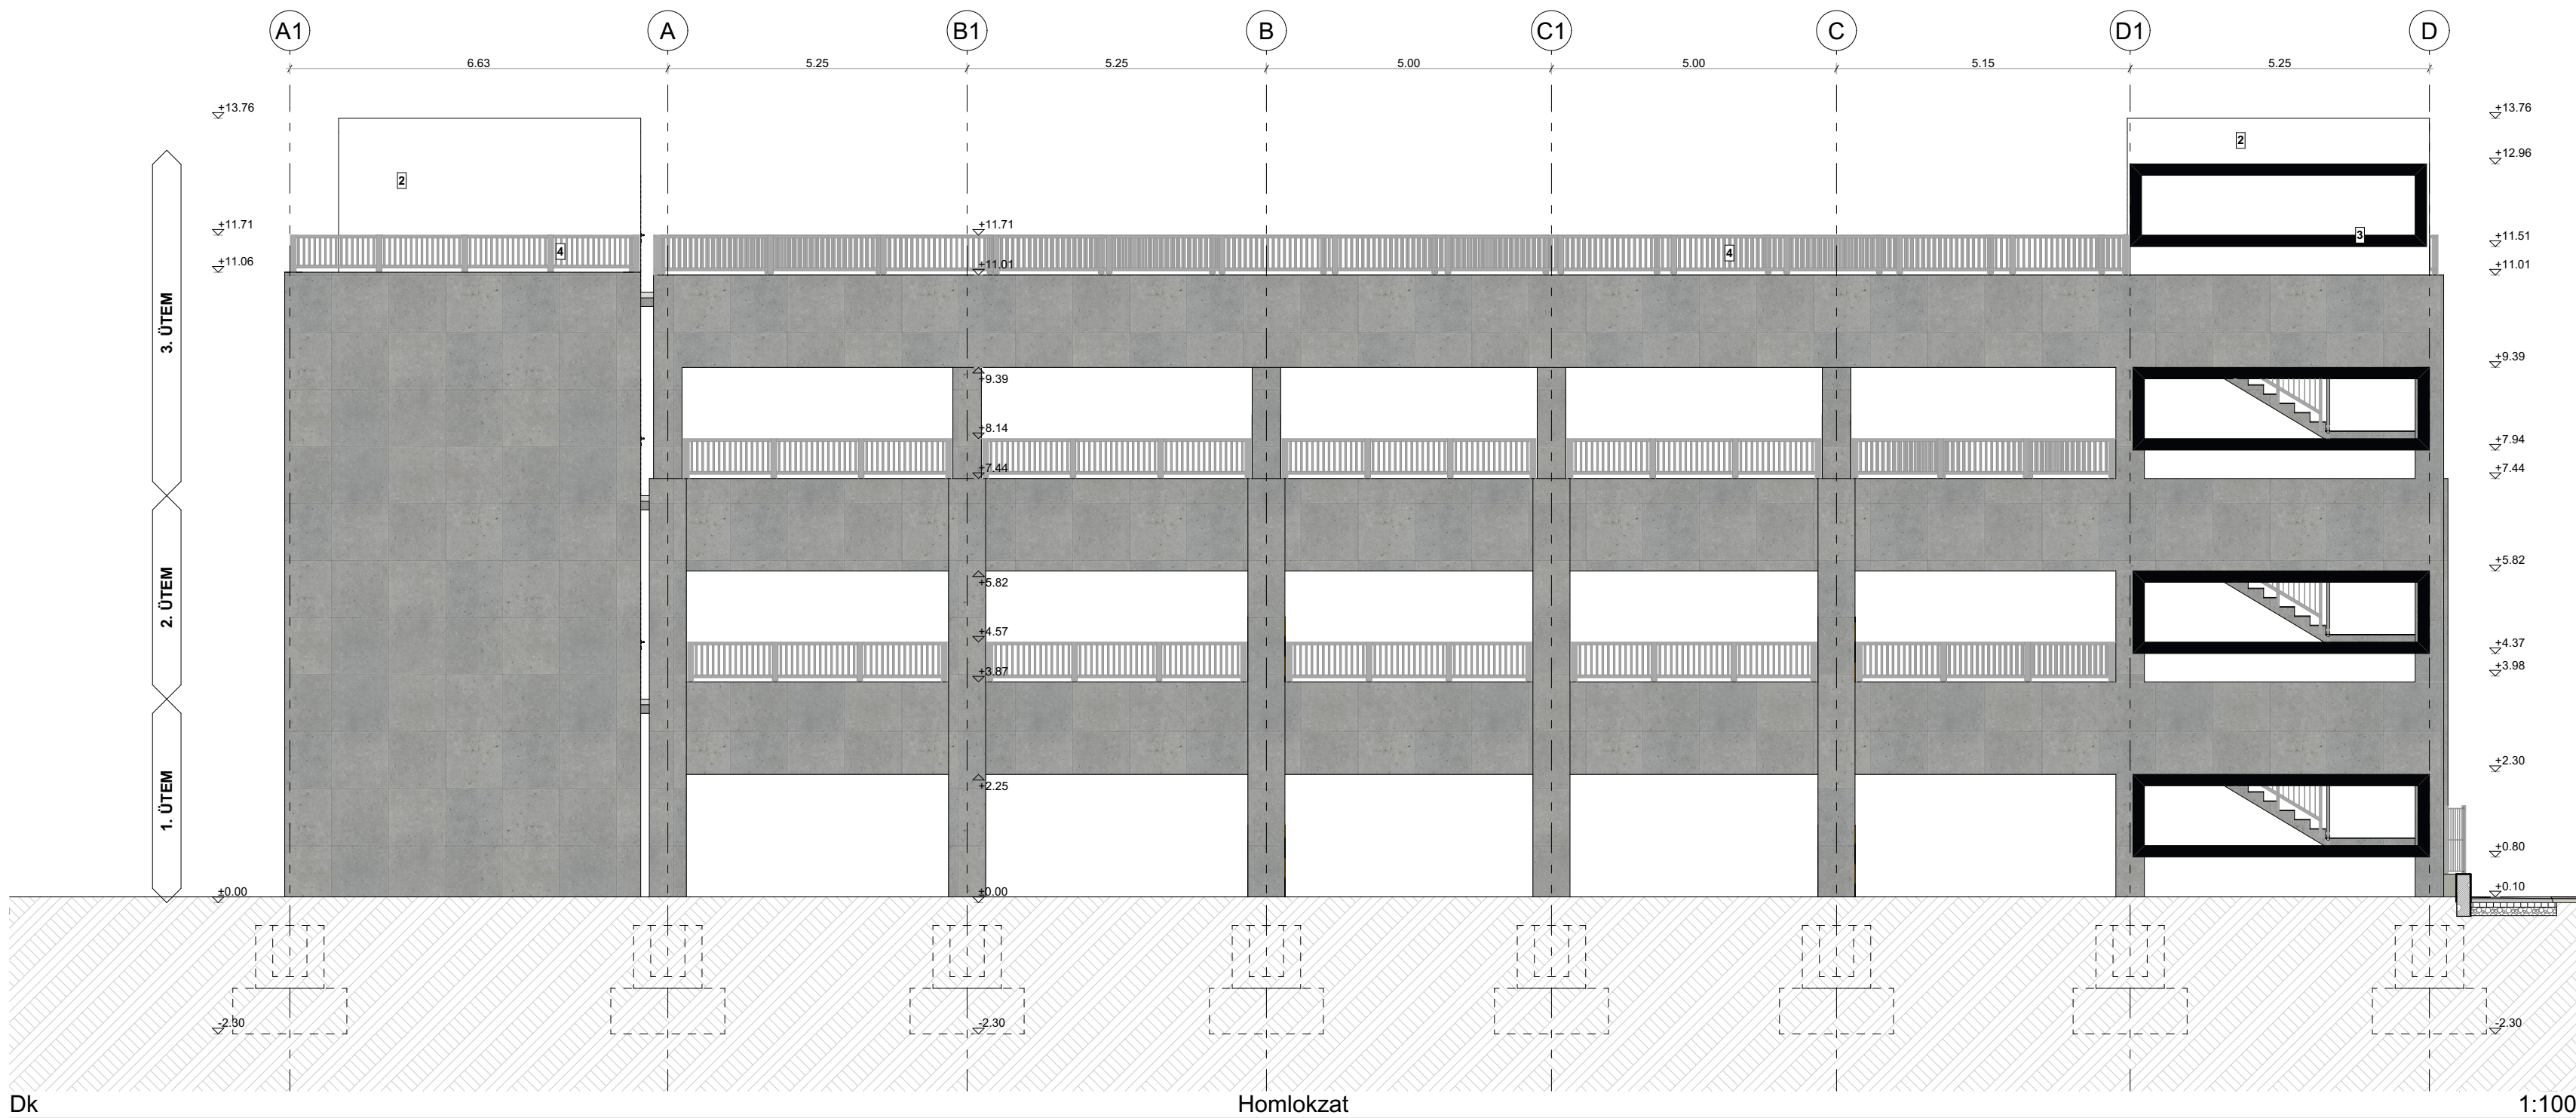 A1 A B1 B C1 C D1 D
6.63 5.25 5.25 5.00 5.00 5.15 5.25
+13.76 +13.76
2
+12.96
2
+11.71 +11.71
3
+11.51
4 4
+11.06 +11.01 +11.01
3. ÜTEM
+9.39
+9.39
+8.14
+7.94
+7.44 +7.44
2. ÜTEM
+5.82
+5.82
+4.57
+4.37
+3.98
+3.87
1. ÜTEM
+2.30
+2.25
+0.80
±0.00 ±0.00 +0.10
-2.30 -2.30 -2.30
Dk Homlokzat 1:100